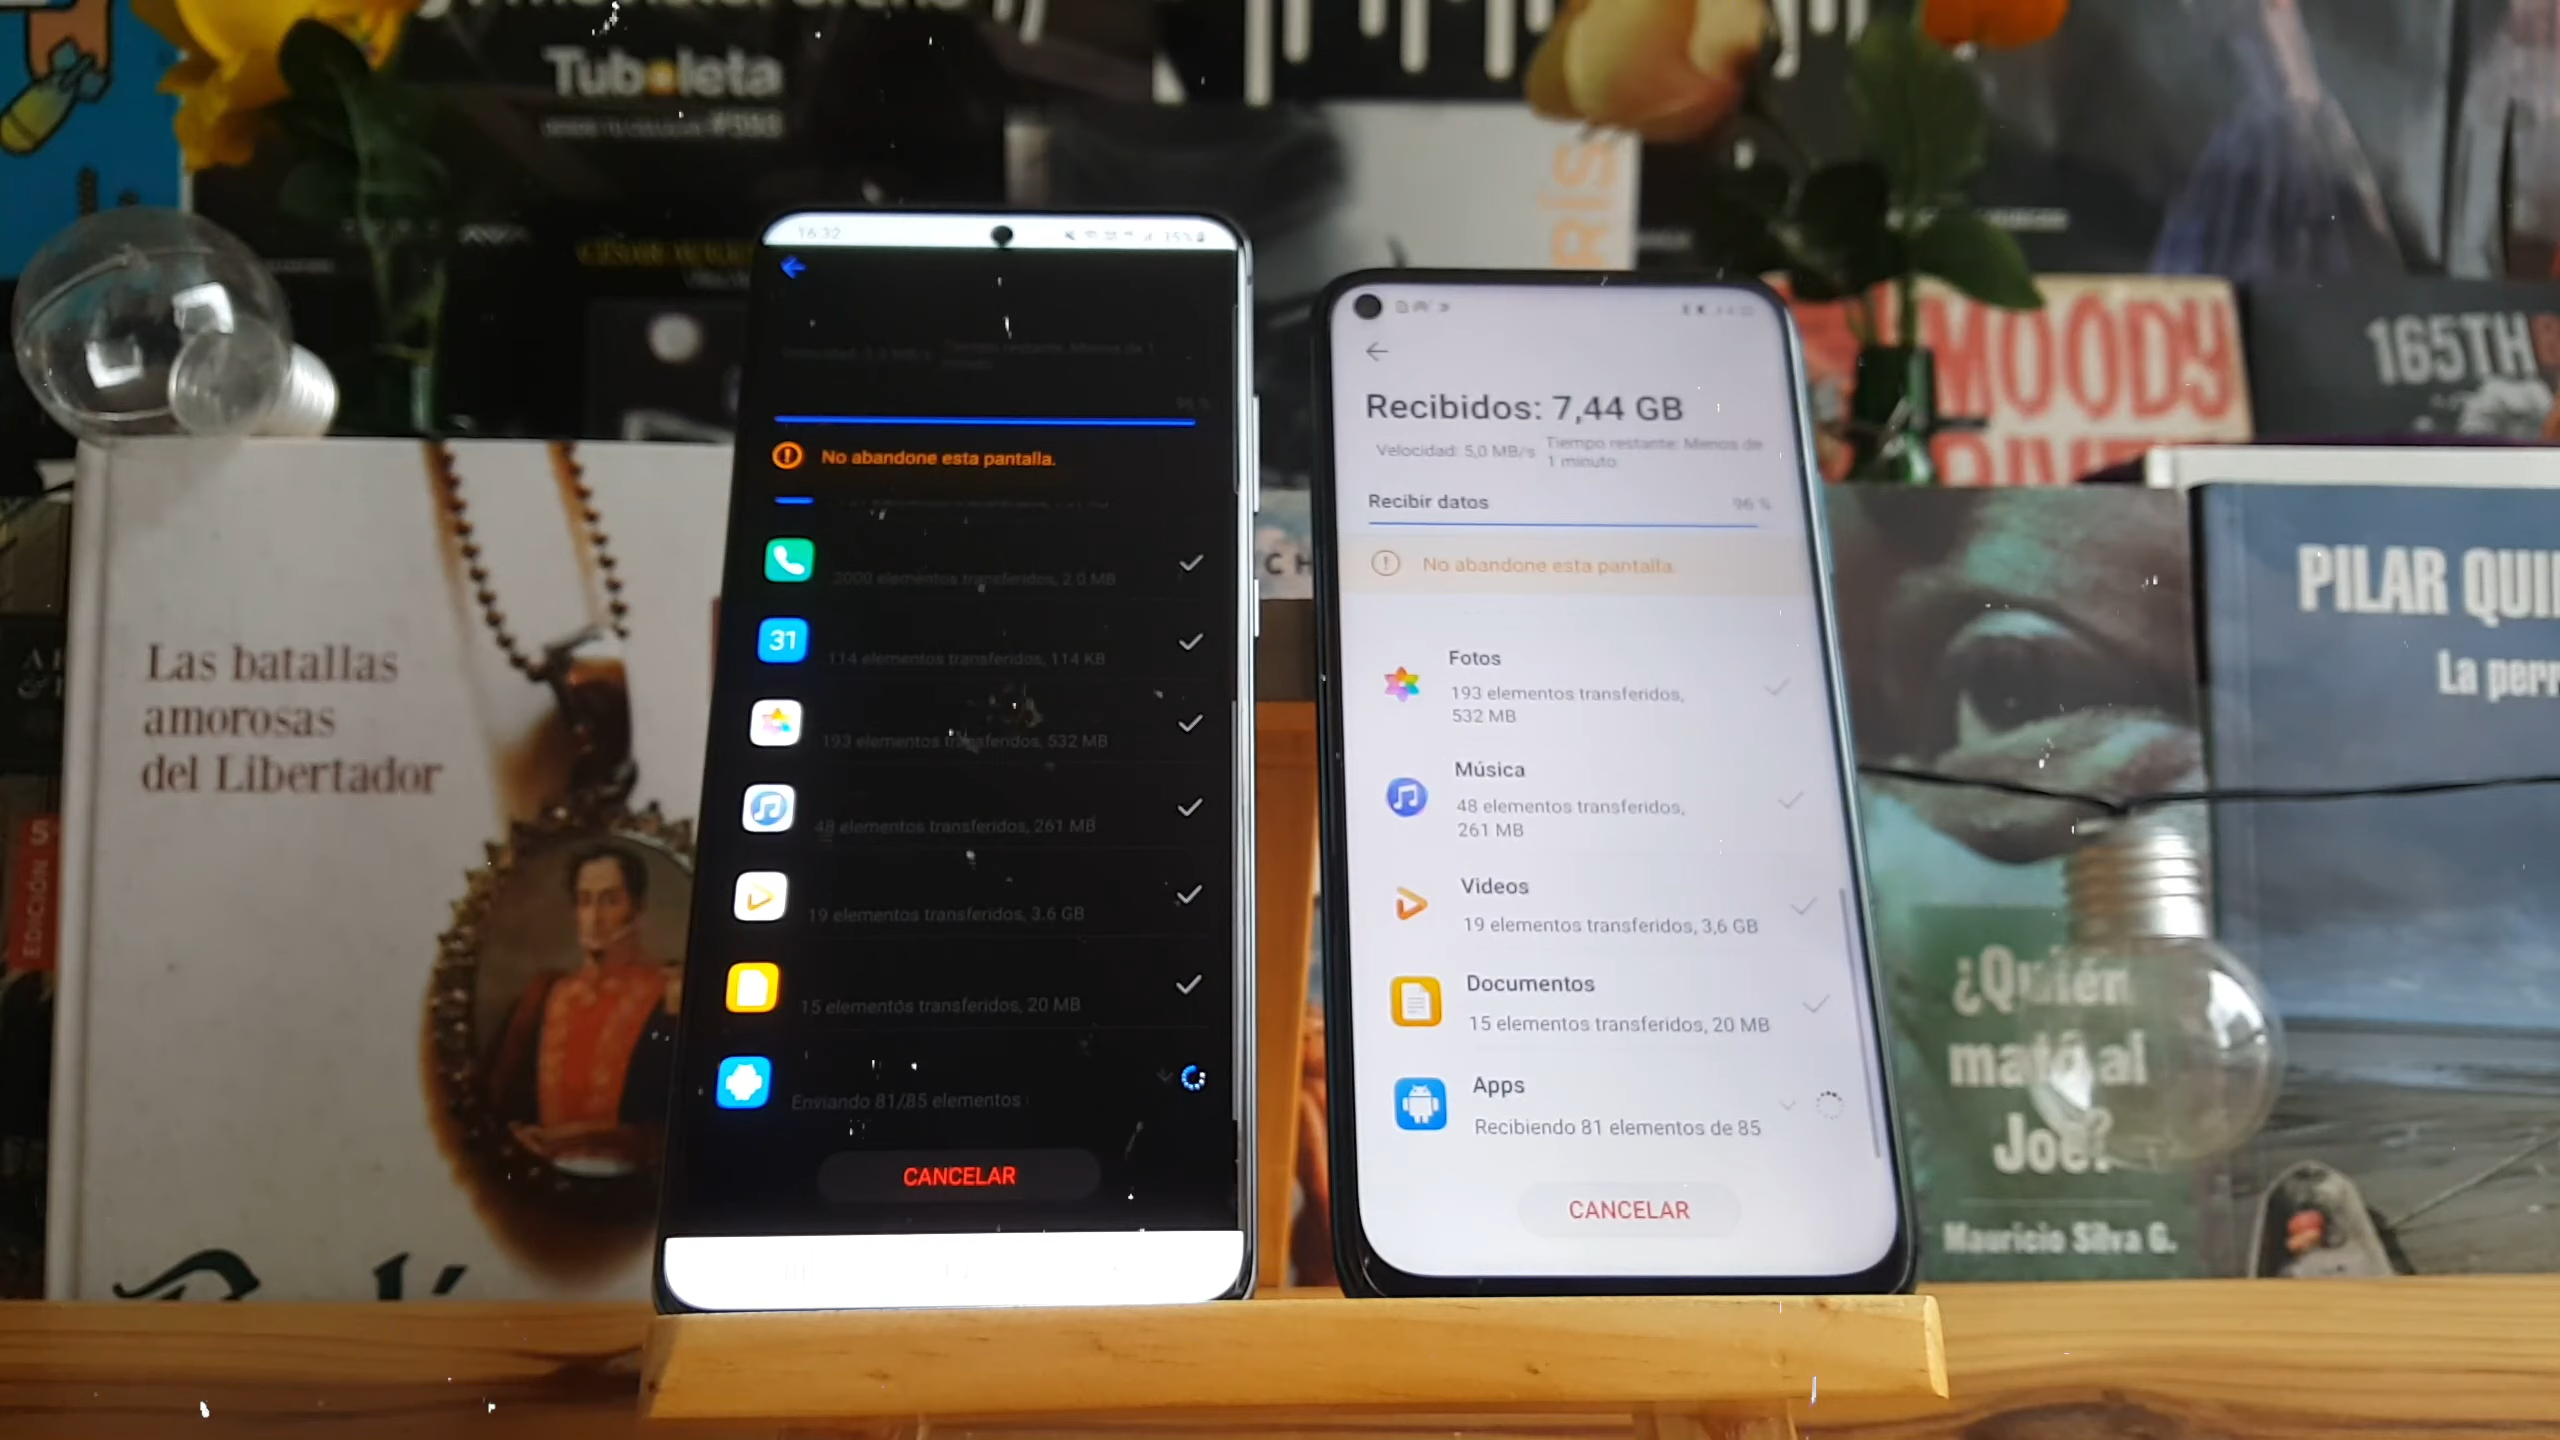 Tuboleta
#593
RÍS
MOODY
165TH
Las batallas
amorosas
del Libertador
EDICIÓN
PILAR QUI
La perr
¿Quién
mató al
Joe?
Mauricio Silva G.
16:32
No abandone esta pantalla.
2000 elementos transferidos, 2.0 MB
31
114 elementos transferidos, 114 KB
193 elementos transferidos, 532 MB
48 elementos transferidos, 261 MB
19 elementos transferidos, 3.6 GB
15 elementos transferidos, 20 MB
Enviando 81/85 elementos
CANCELAR
Recibidos: 7,44 GB
Velocidad: 5,0 MB/s
Tiempo restante: Menos de
1 minuto
Recibir datos
96 %
No abandone esta pantalla.
Fotos
193 elementos transferidos,
532 MB
Música
48 elementos transferidos,
261 MB
Videos
19 elementos transferidos, 3,6 GB
Documentos
15 elementos transferidos, 20 MB
Apps
Recibiendo 81 elementos de 85
CANCELAR